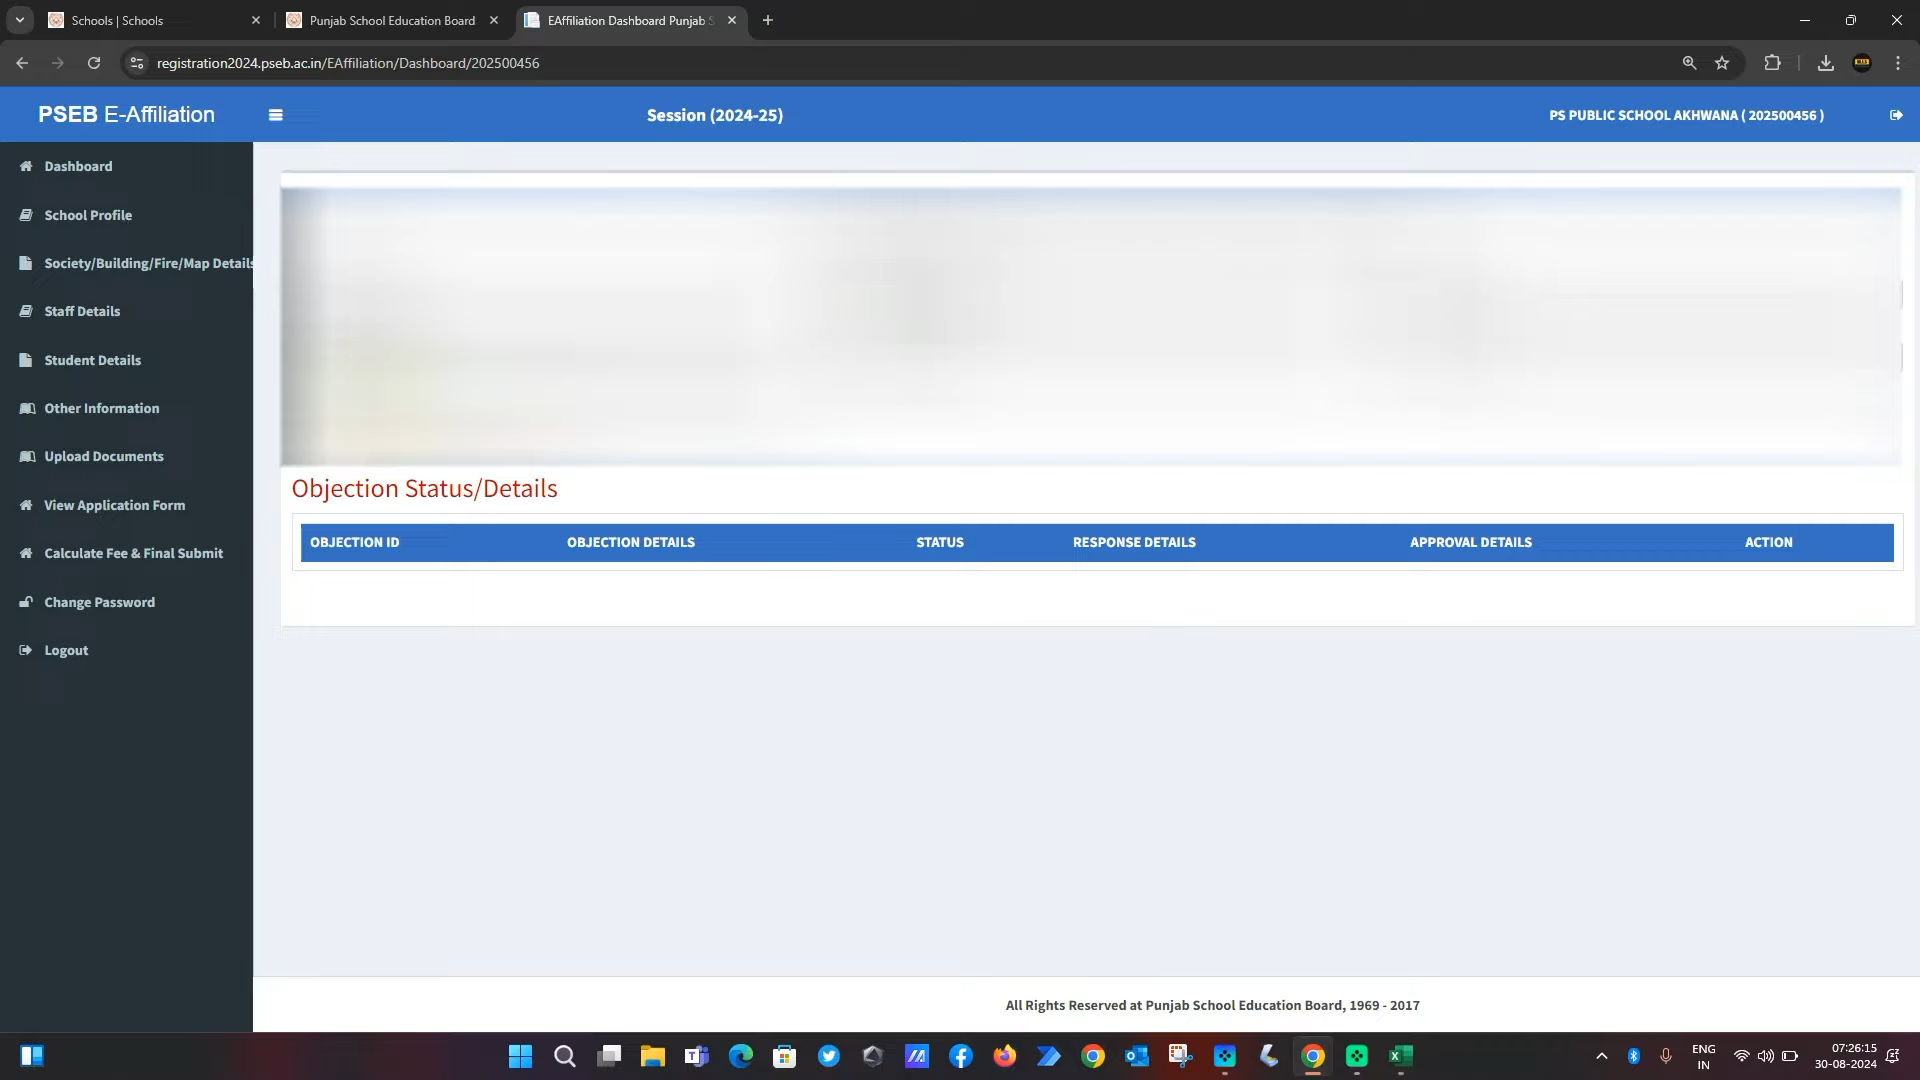 Schools | Schools
Punjab School Education Board
EAffiliation Dashboard Punjab S
registration2024.pseb.ac.in/EAffiliation/Dashboard/202500456
PSEB E-Affiliation
Session (2024-25)
PS PUBLIC SCHOOL AKHWANA ( 202500456 )
Dashboard
School Profile
Society/Building/Fire/Map Details
Staff Details
Student Details
Other Information
Upload Documents
View Application Form
Calculate Fee & Final Submit
Change Password
Logout
Objection Status/Details
OBJECTION ID OBJECTION DETAILS STATUS RESPONSE DETAILS APPROVAL DETAILS ACTION
All Rights Reserved at Punjab School Education Board, 1969 - 2017
ENG
IN
07:26:15
30-08-2024